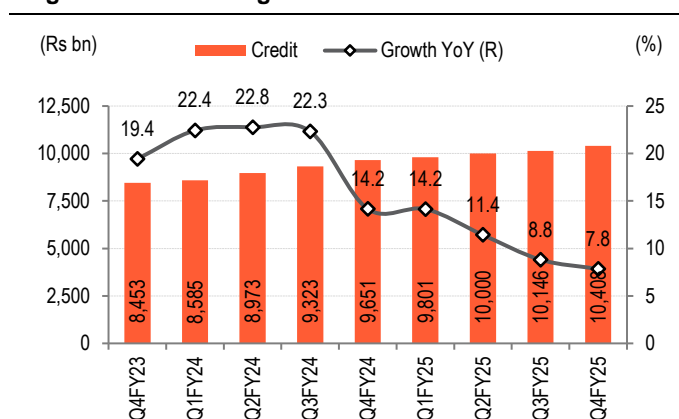 (Rs bn) Credit Growth YoY (R) (%)
12,500 25
10,000 20
7,500 15
5,000 10
2,500 5
0 0
19.4 22.4 22.8 22.3 14.2 14.2 11.4 8.8 7.8
8,453 8,585 8,973 9,323 9,651 9,801 10,000 10,146 10,408
Q4FY23 Q1FY24 Q2FY24 Q3FY24 Q4FY24 Q1FY25 Q2FY25 Q3FY25 Q4FY25